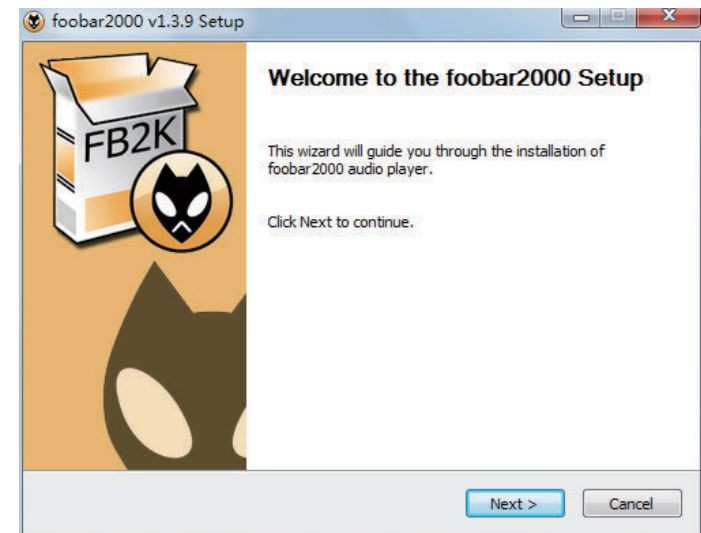 foobar2000 v1.3.9 Setup
FB2K
Welcome to the foobar2000 Setup
This wizard will guide you through the installation of
foobar2000 audio player.
Click Next to continue.
Next >
Cancel